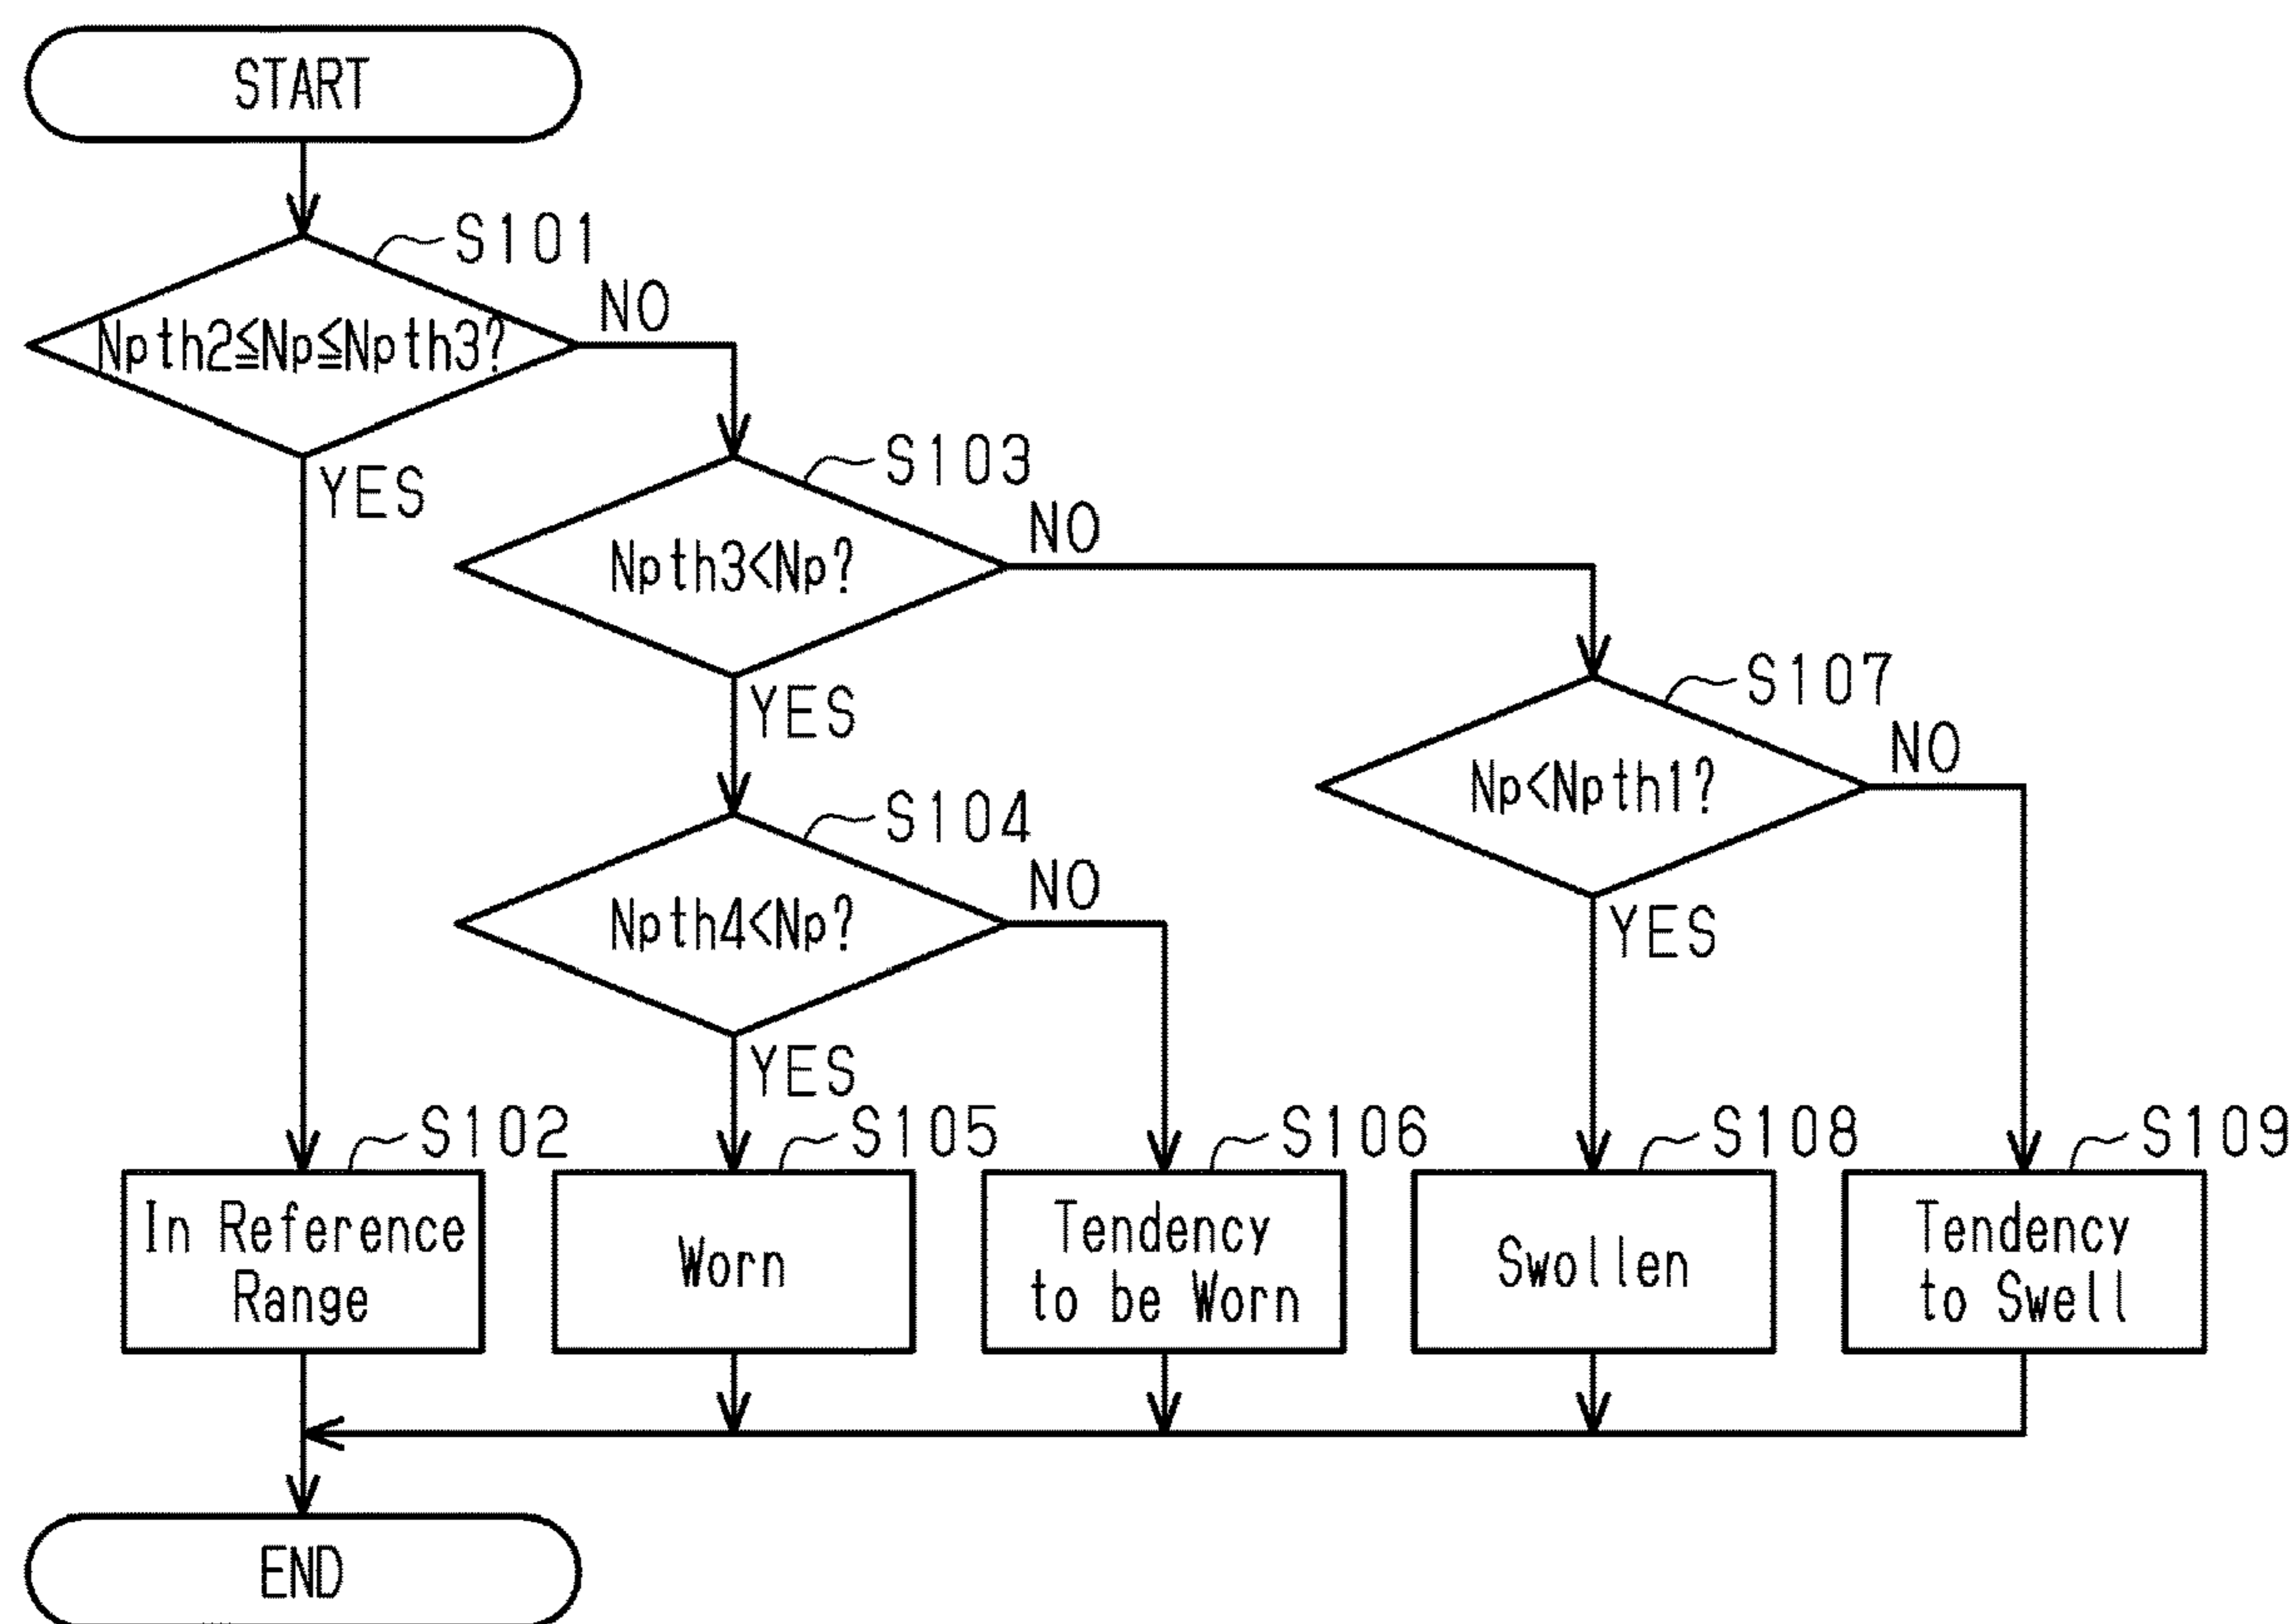 START
S101
Npth2≦Np≦Npth3?
NO
YES
S103
Npth3<Np?
NO
YES
S107
Np<Npth1?
NO
YES
S104
Npth4<Np?
NO
YES
S102
In Reference
Range
S105
Worn
S106
Tendency
to be Worn
S108
Swollen
S109
Tendency
to Swell
END